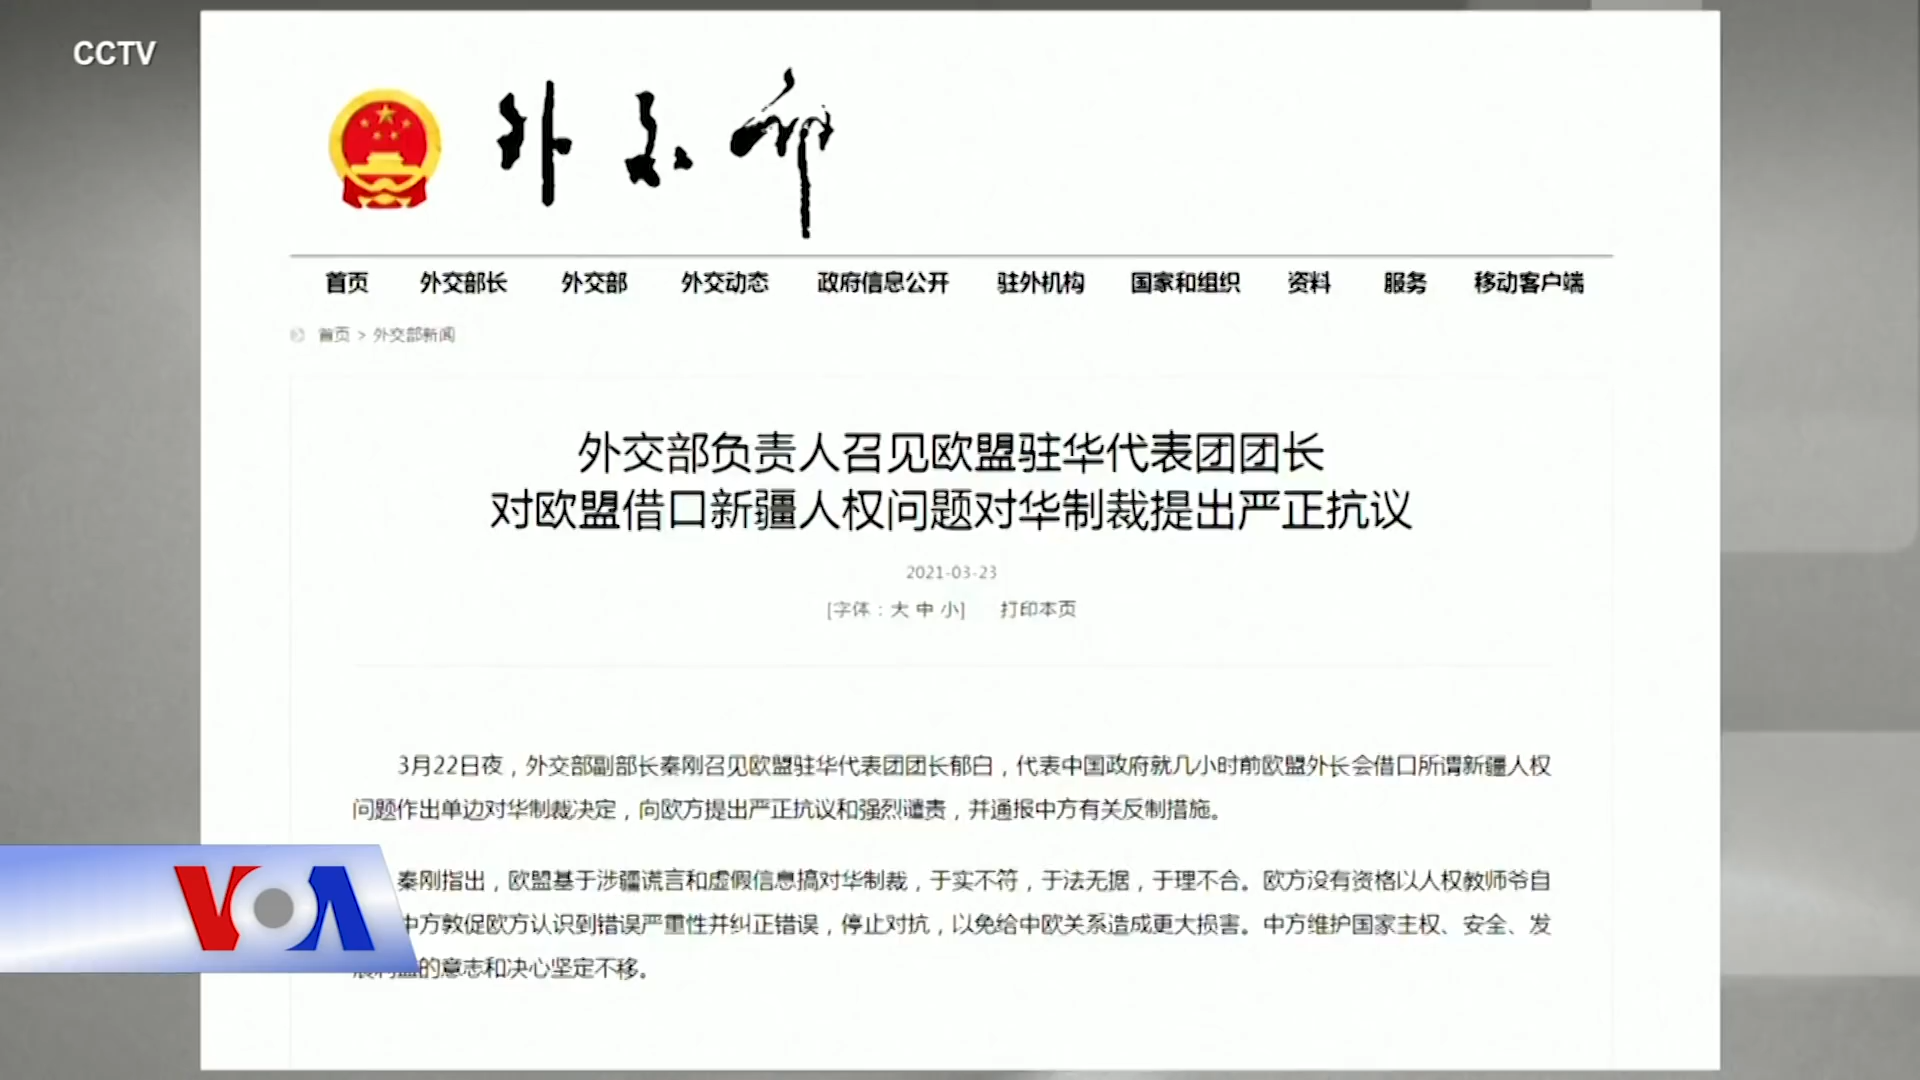 CCTV
外交部
首页 外交部长 外交部 外交动态 政府信息公开 驻外机构 国家和组织 资料 服务 移动客户端
首页 > 外交部新闻
外交部负责人召见欧盟驻华代表团团长
对欧盟借口新疆人权问题对华制裁提出严正抗议
2021-03-23
[字体：大 中 小] 打印本页
3月22日夜，外交部副部长秦刚召见欧盟驻华代表团团长郁白，代表中国政府就几小时前欧盟外长会借口所谓新疆人权
问题作出单边对华制裁决定，向欧方提出严正抗议和强烈谴责，并通报中方有关反制措施。
秦刚指出，欧盟基于涉疆谎言和虚假信息搞对华制裁，于实不符，于法无据，于理不合。欧方没有资格以人权教师爷自
中方敦促欧方认识到错误严重性并纠正错误，停止对抗，以免给中欧关系造成更大损害。中方维护国家主权、安全、发
的意志和决心坚定不移。
VOA